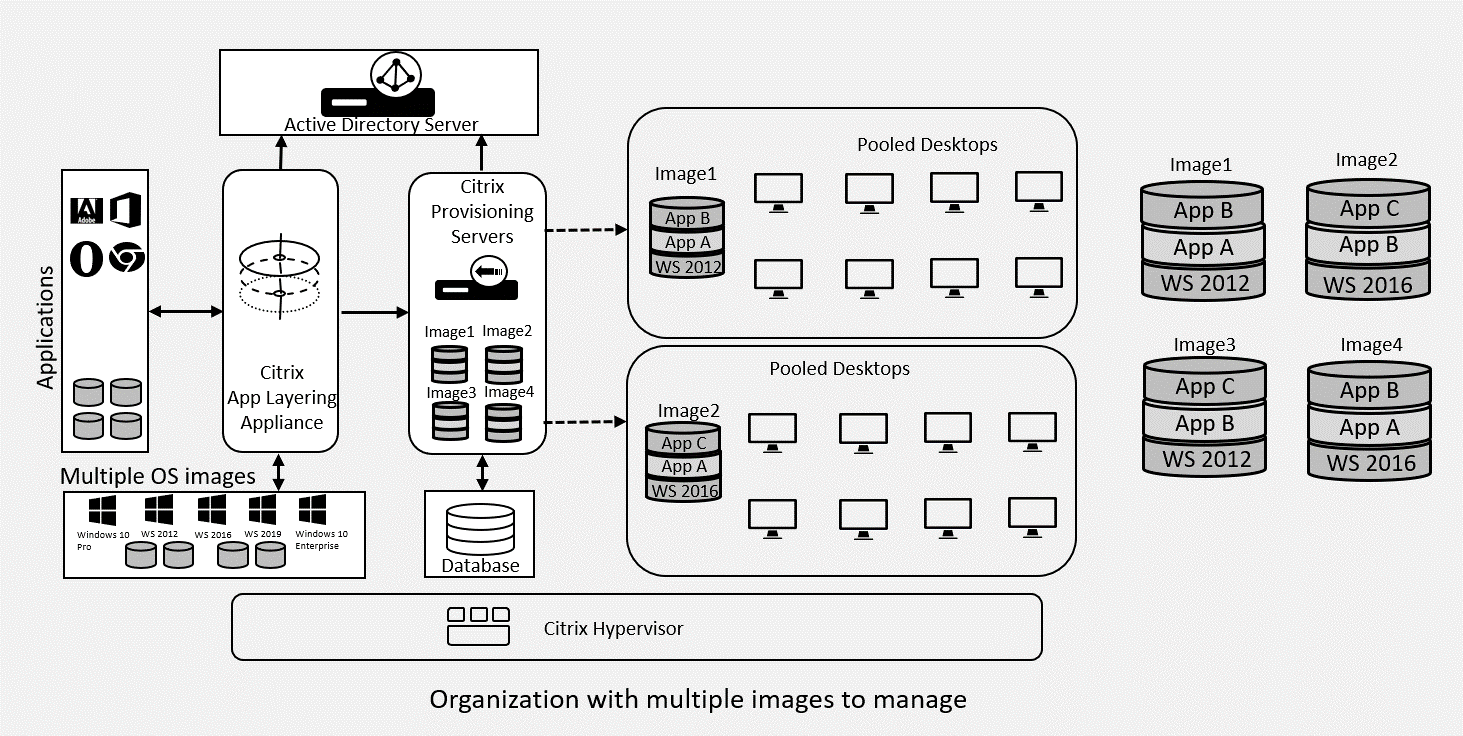 Active Directory Server
Applications
Adobe
Citrix
App Layering
Appliance
Citrix
Provisioning
Servers
Image1 Image2
Image3 Image4
Multiple OS images
Windows 10
Pro
WS 2012
WS 2016
WS 2019
Windows 10
Enterprise
Database
Pooled Desktops
Image1
App B
App A
WS 2012
Pooled Desktops
Image2
App C
App A
WS 2016
Image1
App B
App A
WS 2012
Image2
App C
App B
WS 2016
Image3
App C
App B
WS 2012
Image4
App B
App A
WS 2016
Citrix Hypervisor
Organization with multiple images to manage